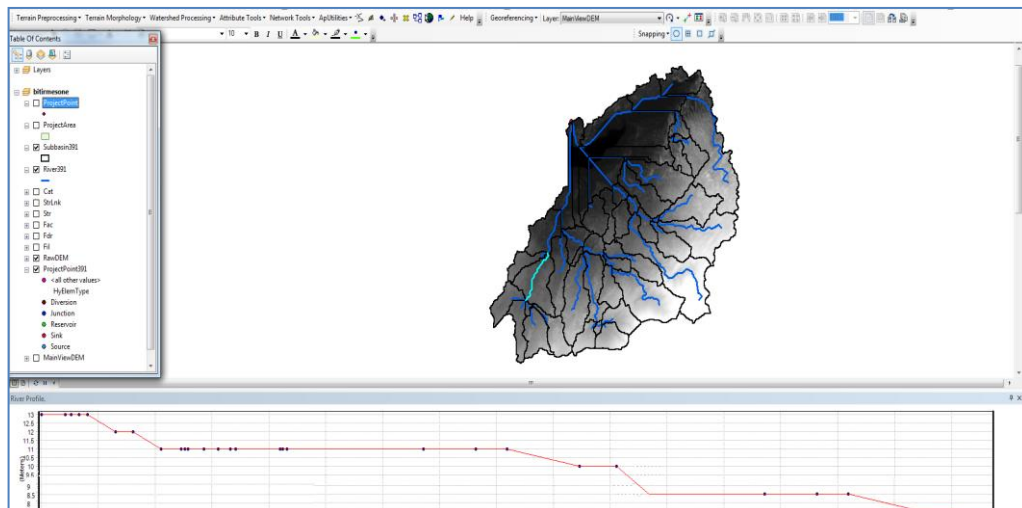 Terrain Preprocessing Terrain Morphology Watershed Processing Attribute Tools Network Tools ApUtilities Help Georeferencing Layer: MainViewDEM
10 B I U A Snapping
Table Of Contents
Layers
bitirmesone
ProjectPoint
ProjectArea
Subbasin391
River391
Cat
StrLnk
Str
Fac
Fdr
Fil
RawDEM
ProjectPoint391
<all other values>
HyElemType
Diversion
Junction
Reservoir
Sink
Source
MainViewDEM
River Profile.
(Meters)
13
12.5
12
11.5
11
10.5
10
9.5
9
8.5
8